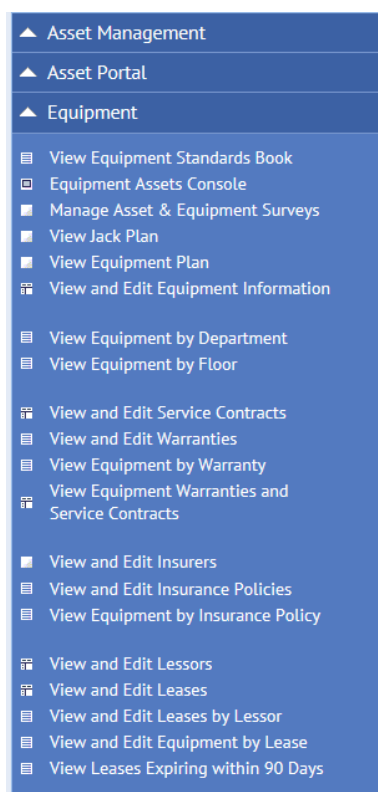 Asset Management
Asset Portal
Equipment
View Equipment Standards Book
Equipment Assets Console
Manage Asset & Equipment Surveys
View Jack Plan
View Equipment Plan
View and Edit Equipment Information
View Equipment by Department
View Equipment by Floor
View and Edit Service Contracts
View and Edit Warranties
View Equipment by Warranty
View Equipment Warranties and
Service Contracts
View and Edit Insurers
View and Edit Insurance Policies
View Equipment by Insurance Policy
View and Edit Lessors
View and Edit Leases
View and Edit Leases by Lessor
View and Edit Equipment by Lease
View Leases Expiring within 90 Days